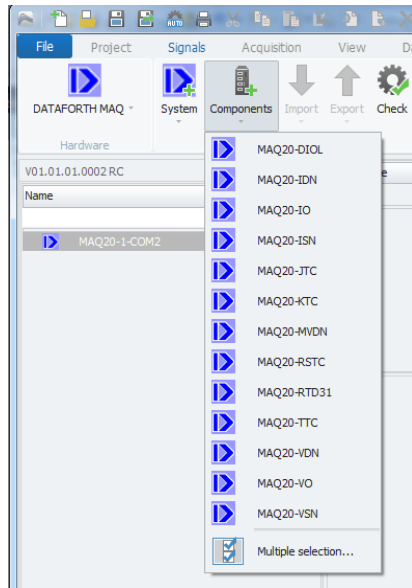 AUTO
File Project Signals Acquisition View D
DATAFORTH MAQ System Components Import Export Check
Hardware
V01.01.01.0002 RC
e
Name
MAQ20-1-COM2
MAQ20-DIOL
MAQ20-IDN
MAQ20-IO
MAQ20-ISN
MAQ20-JTC
MAQ20-KTC
MAQ20-MVDN
MAQ20-RSTC
MAQ20-RTD31
MAQ20-TTC
MAQ20-VDN
MAQ20-VO
MAQ20-VSN
Multiple selection...